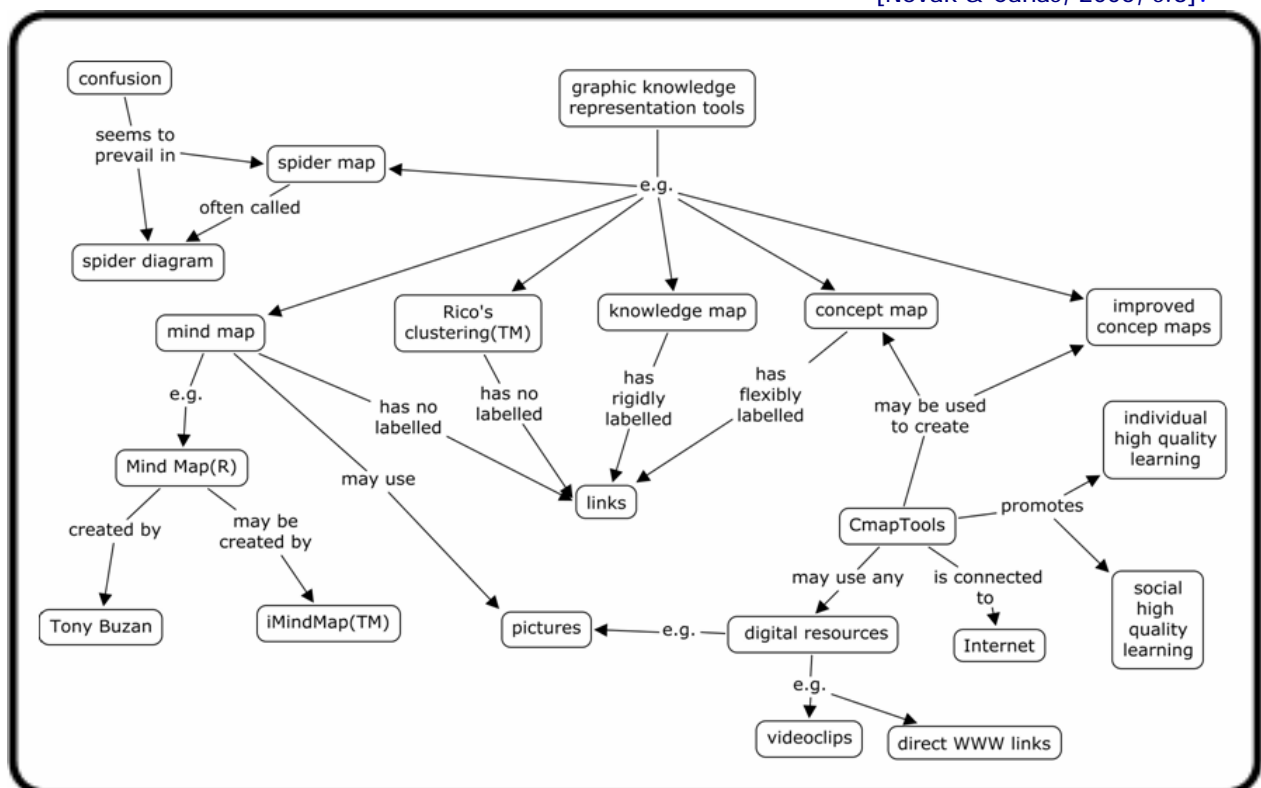 confusion
graphic knowledge
representation tools
seems to
prevail in
spider map
e.g.
often called
spider diagram
mind map
Rico's
clustering(TM)
knowledge map
concept map
improved
concep maps
e.g.
has no
labelled
has no
labelled
has
rigidly
labelled
has
flexibly
labelled
may be used
to create
individual
high quality
learning
Mind Map(R)
may use
links
CmapTools
promotes
created by
may be
created by
may use any
is connected
to
social
high
quality
learning
Tony Buzan
iMindMap(TM)
pictures
e.g.
digital resources
Internet
e.g.
videoclips
direct WWW links